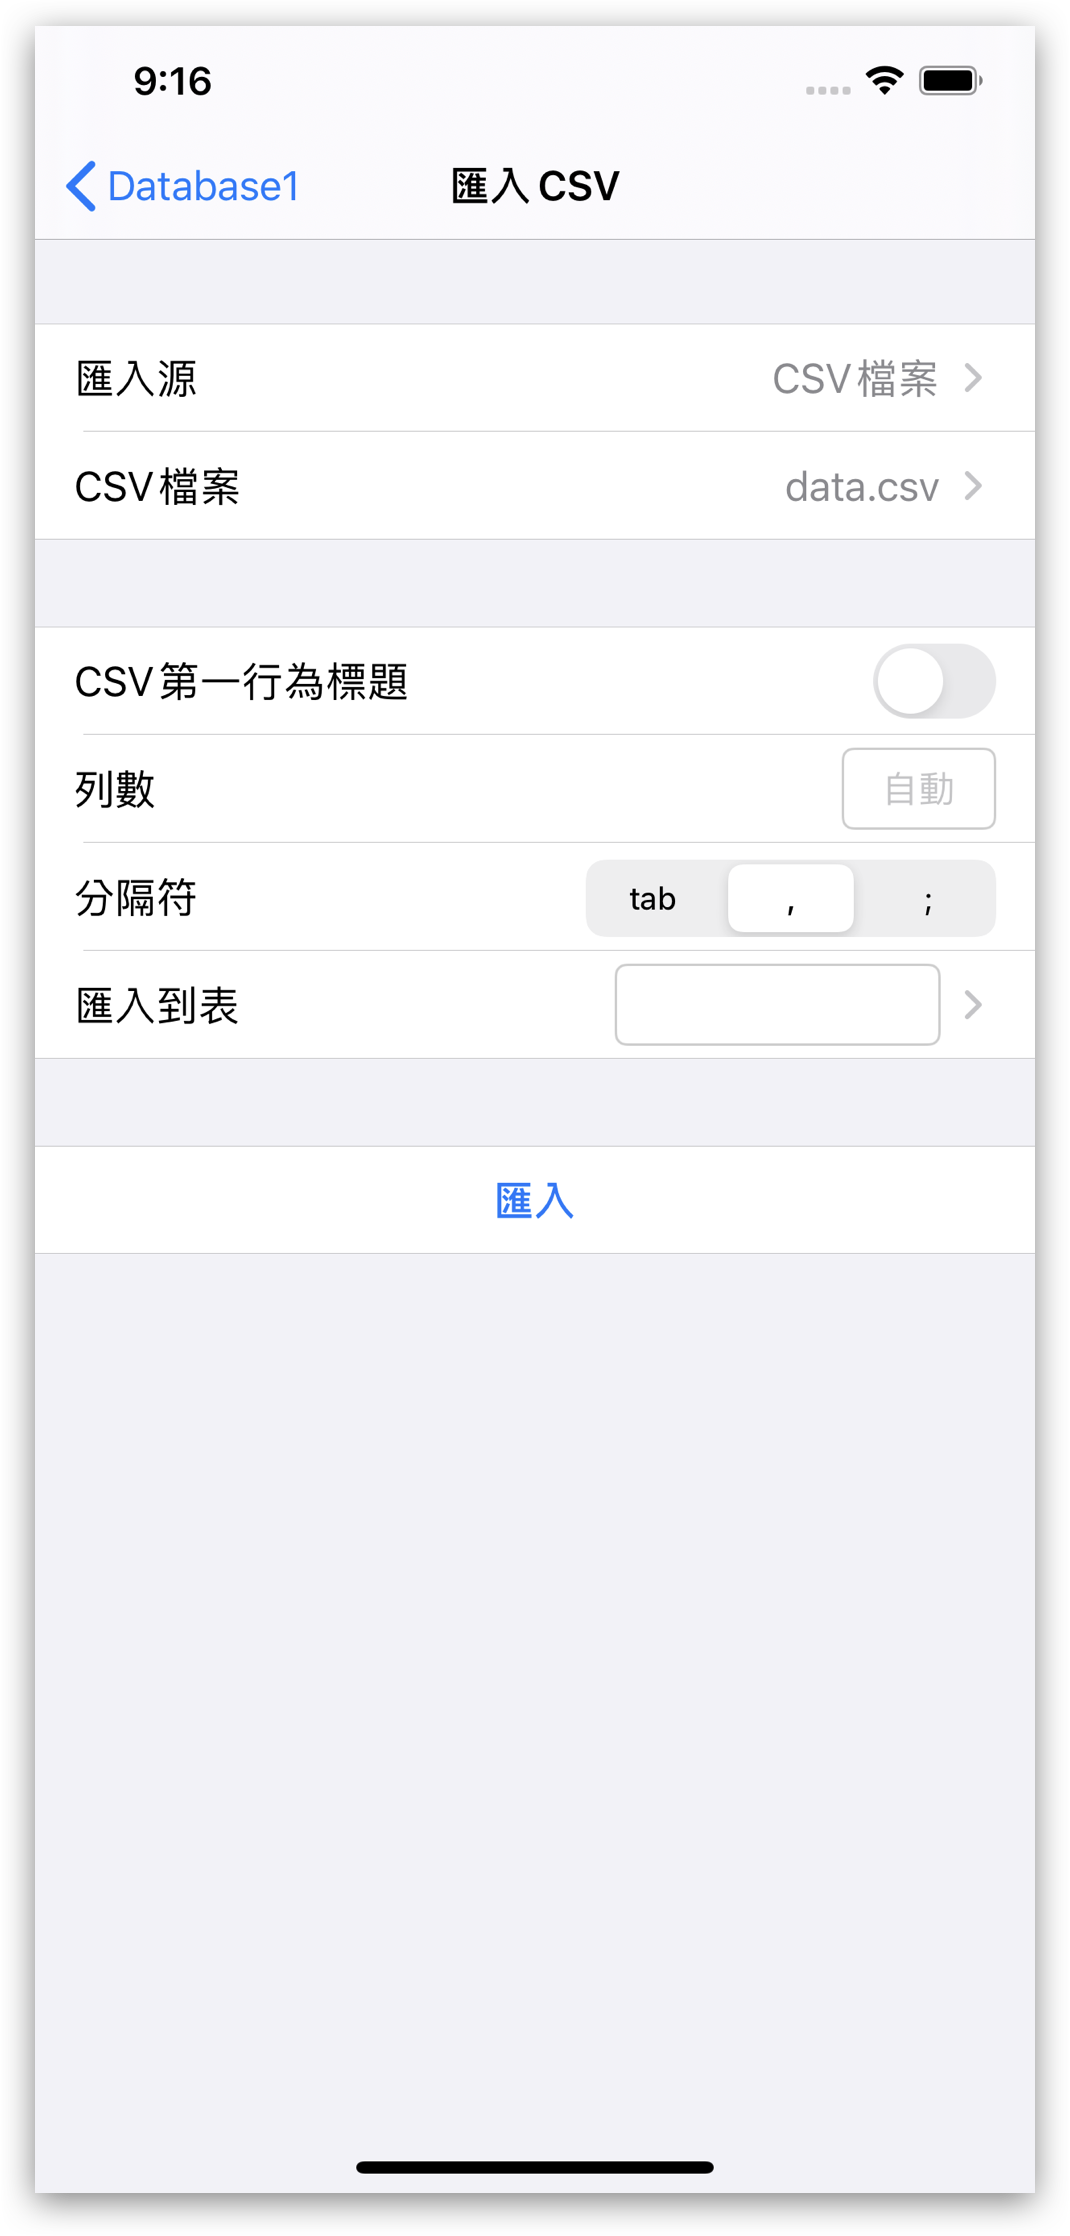 9:16
Database1 匯入 CSV
匯入源 CSV檔案
CSV檔案 data.csv
CSV第一行為標題
列數 自動
分隔符 tab , ;
匯入到表
匯入